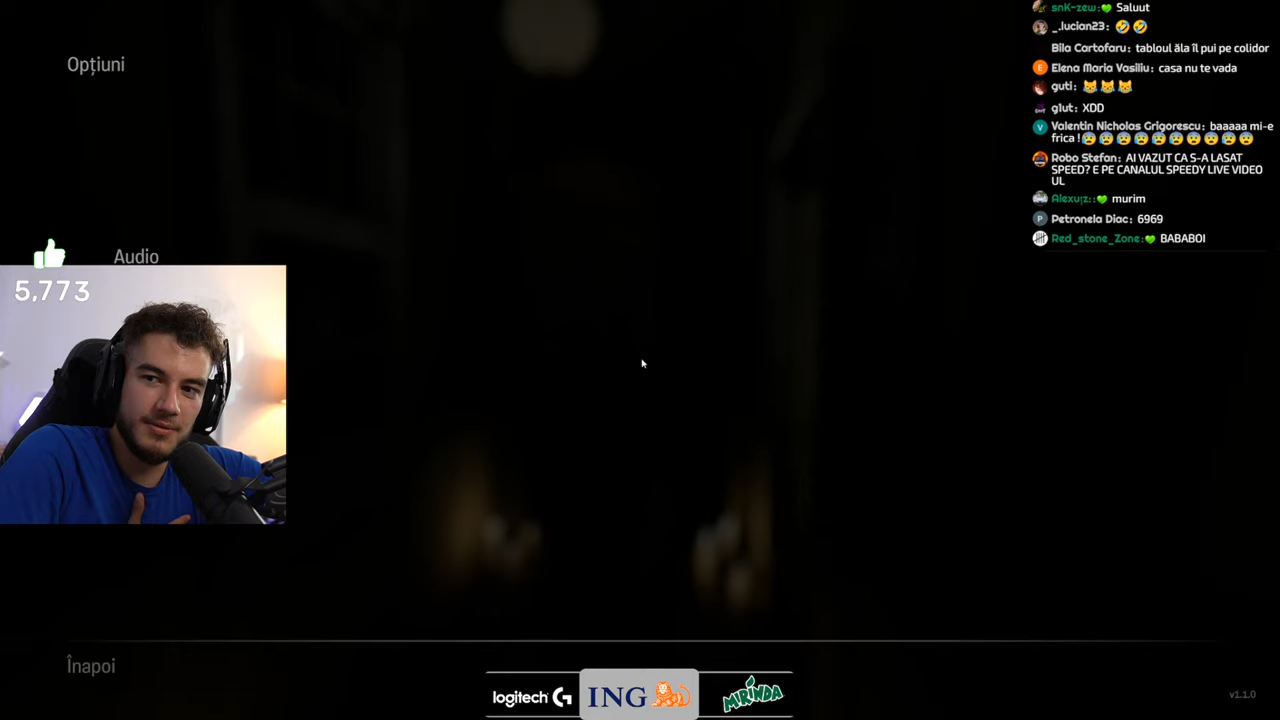 Opțiuni
snK-zew:💚 Saluut
_.lucian23: 🤣 🤣
Bila Cartofaru: tabloul ăla îl pui pe colidor
Elena Maria Vasiliu: casa nu te vada
guti: 😹 😹 😹
g1ut: XDD
Valentin Nicholas Grigorescu: baaaaa mi-e
frica !😰 😰 😨 😰 😰 😰 😨 😨 😰 😨
Robo Stefan: AI VAZUT CA S-A LASAT
SPEED? E PE CANALUL SPEEDY LIVE VIDEO
UL
Alexuțz::💚 murim
Petronela Diac: 6969
Red_stone_Zone:💚 BABABOI
Audio
5,773
Înapoi
logitech G
ING
MIRINDA
v1.1.0